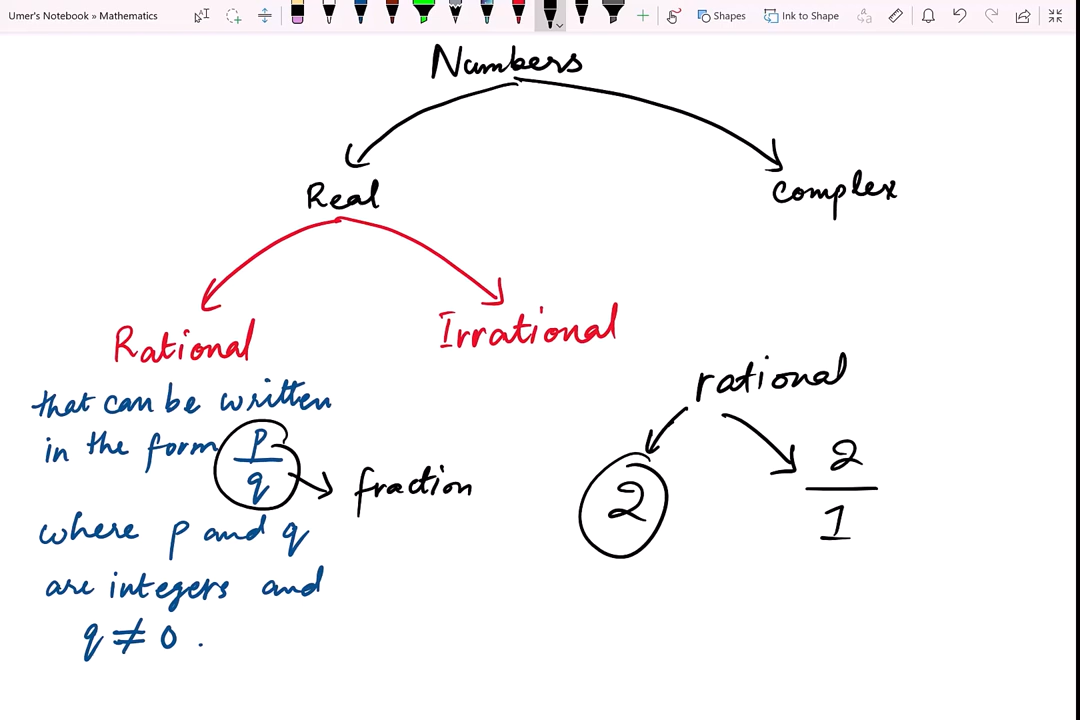 Umer's Notebook » Mathematics
Shapes
Ink to Shape
Numbers
Real
Complex
Rational
Irrational
that can be written
in the form p/q
fraction
where p and q
are integers and
q ≠ 0 .
rational
2
2
1